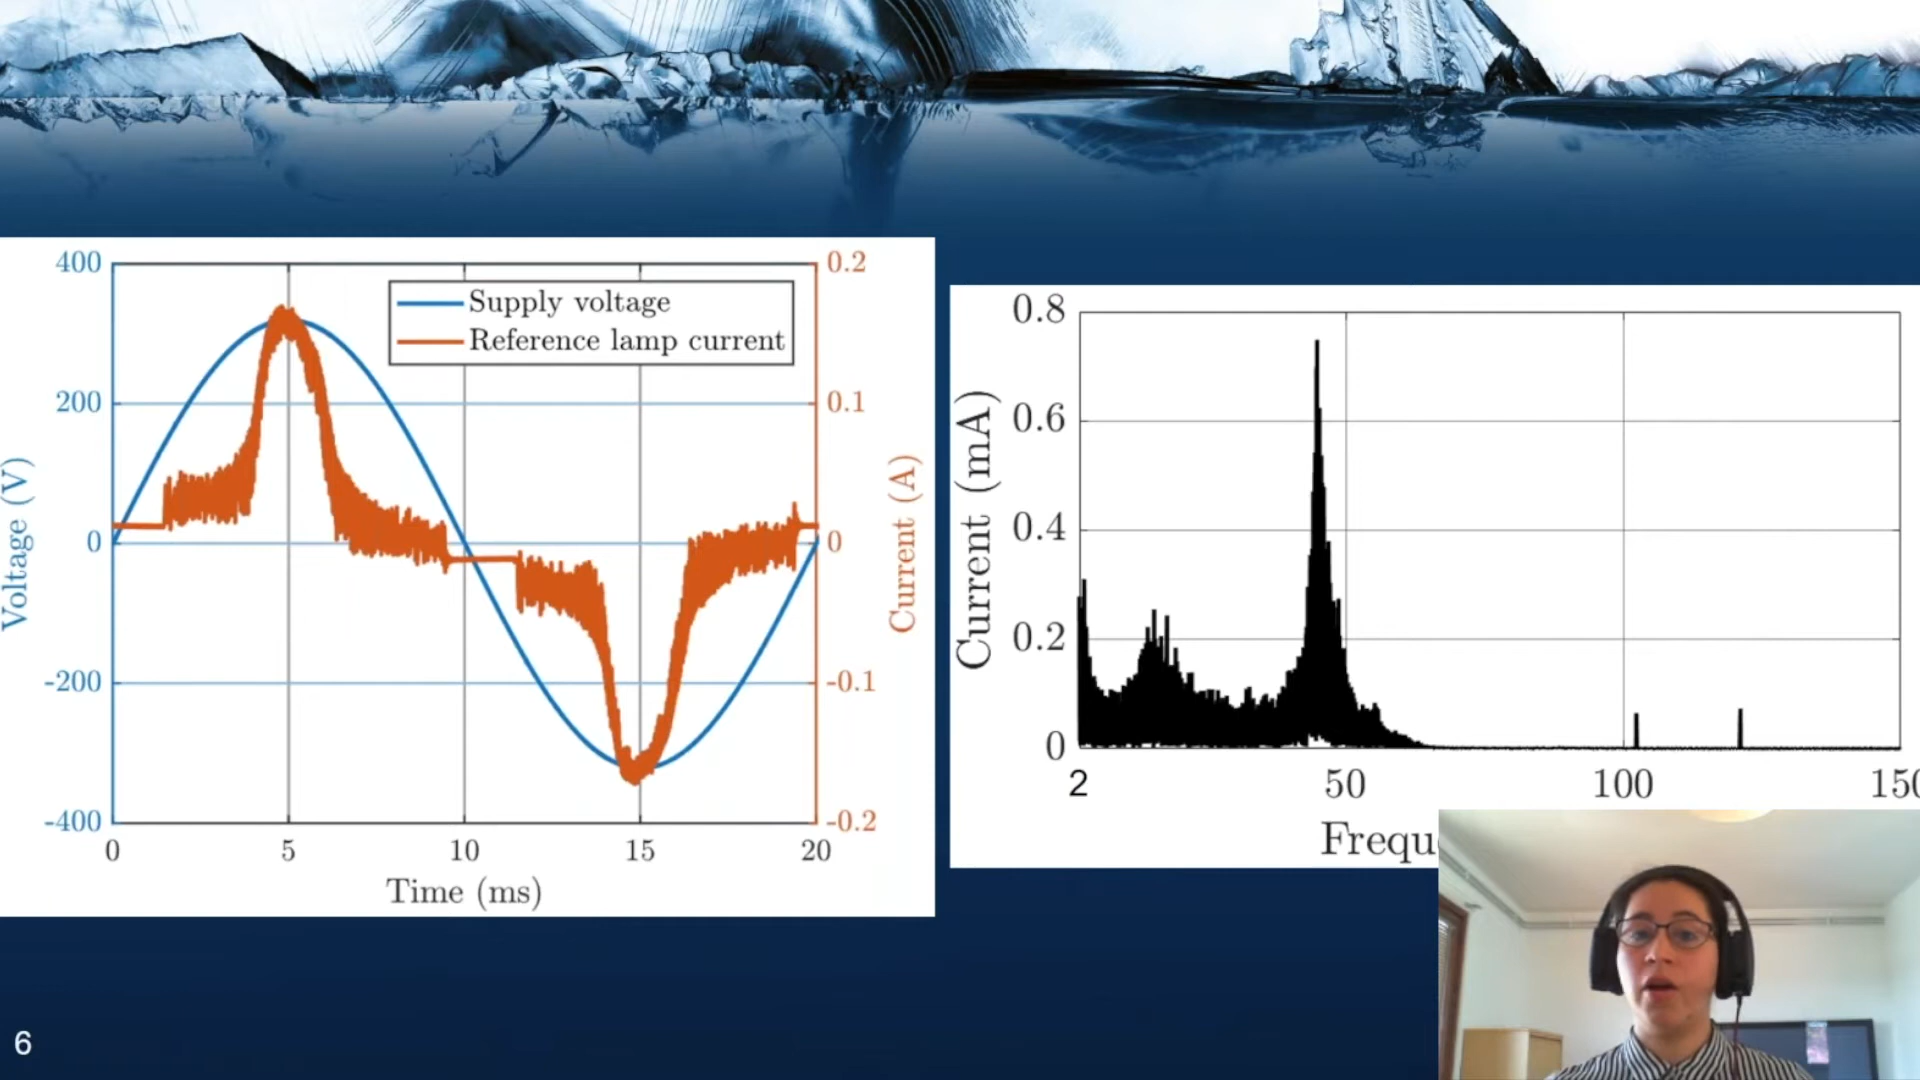 400
200
0
-200
-400
Voltage (V)
Supply voltage
Reference lamp current
0.2
0.1
0
-0.1
-0.2
Current (A)
0 5 10 15 20
Time (ms)
0.8
0.6
0.4
0.2
0
Current (mA)
2 50 100
6